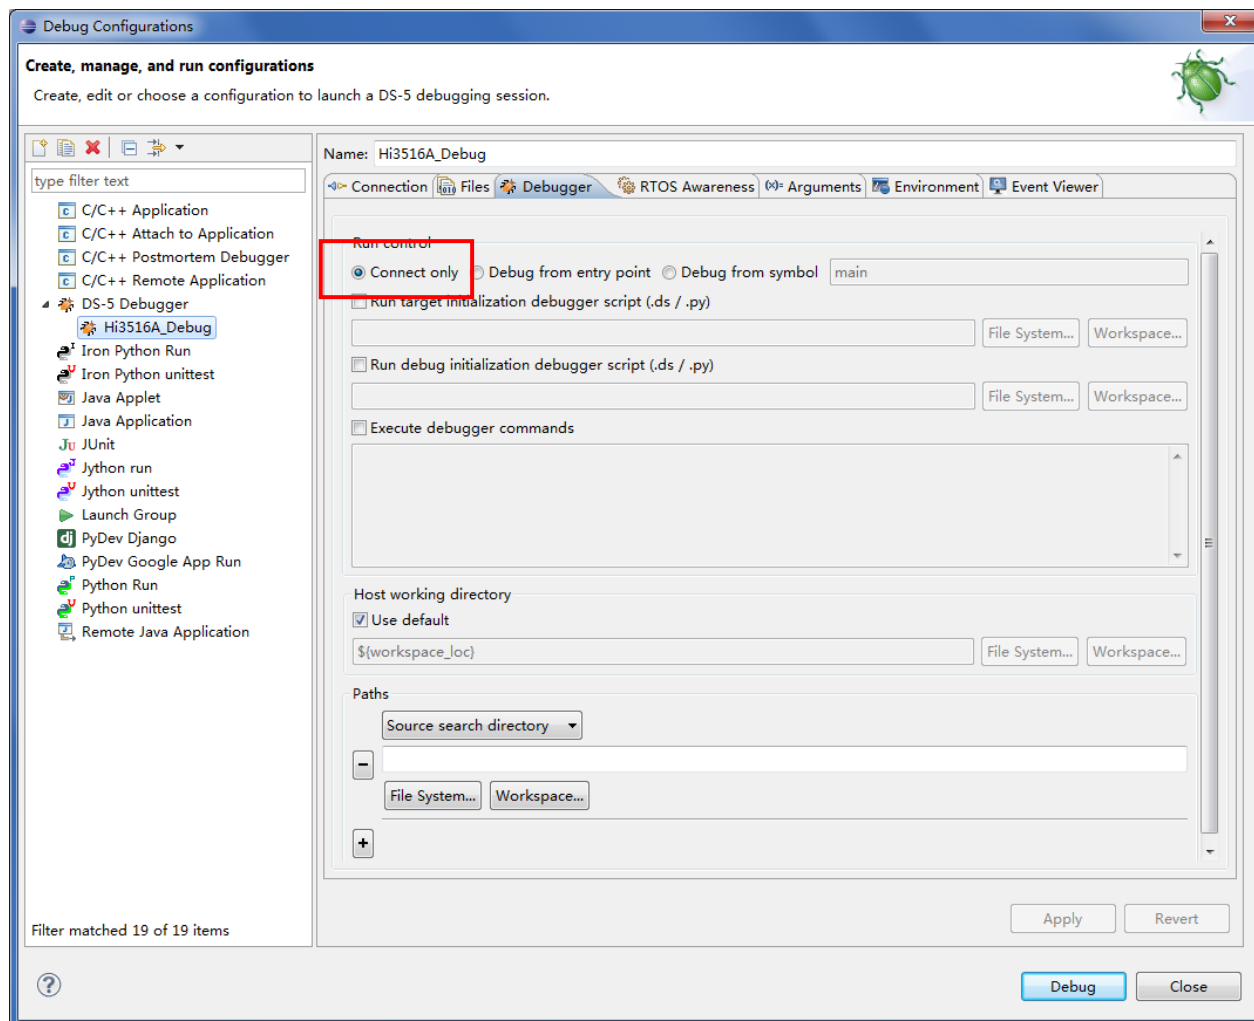 Debug Configurations
Create, manage, and run configurations
Create, edit or choose a configuration to launch a DS-5 debugging session.
type filter text
C/C++ Application
C/C++ Attach to Application
C/C++ Postmortem Debugger
C/C++ Remote Application
DS-5 Debugger
Hi3516A_Debug
Iron Python Run
Iron Python unittest
Java Applet
Java Application
JUnit
Jython run
Jython unittest
Launch Group
PyDev Django
PyDev Google App Run
Python Run
Python unittest
Remote Java Application
Filter matched 19 of 19 items
Name: Hi3516A_Debug
Connection Files Debugger RTOS Awareness Arguments Environment Event Viewer
Run control
Connect only Debug from entry point Debug from symbol main
Run target initialization debugger script (.ds / .py)
File System... Workspace...
Run debug initialization debugger script (.ds / .py)
File System... Workspace...
Execute debugger commands
Host working directory
Use default
${workspace_loc} File System... Workspace...
Paths
Source search directory
File System... Workspace...
Apply Revert
Debug Close